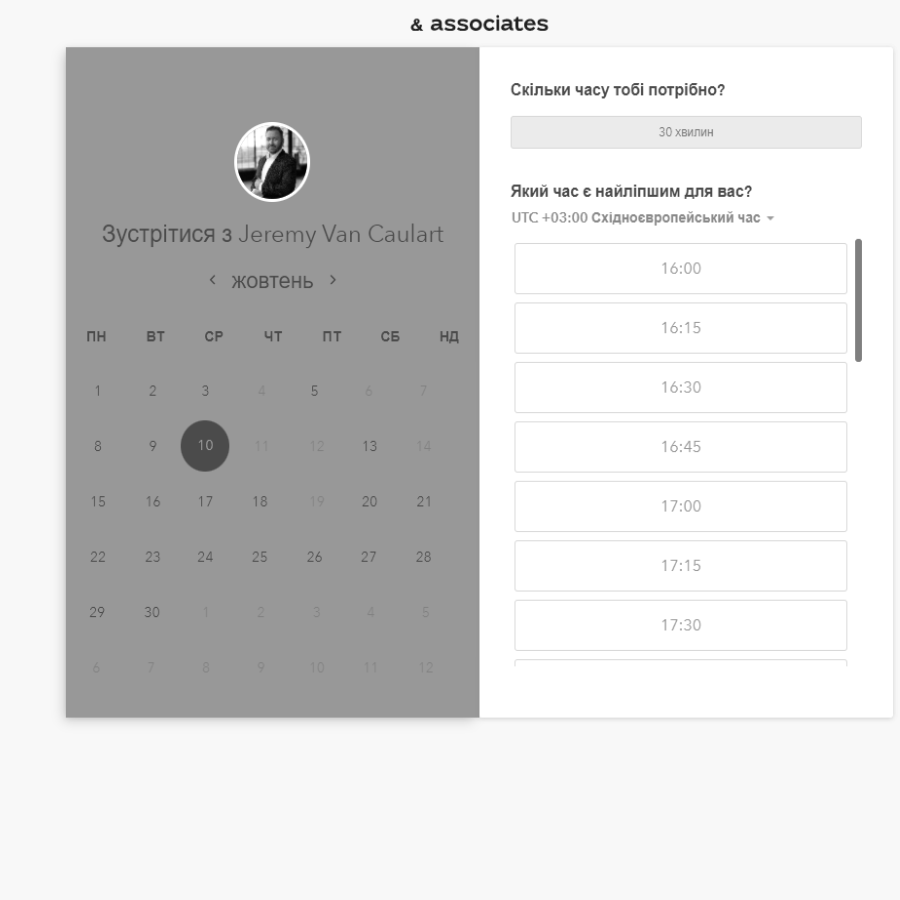 & associates
Зустрітися з Jeremy Van Caulart
жовтень
ПН ВТ СР ЧТ ПТ СБ НД
1 2 3 4 5 6 7
8 9 10 11 12 13 14
15 16 17 18 19 20 21
22 23 24 25 26 27 28
29 30 1 2 3 4 5
6 7 8 9 10 11 12
Скільки часу тобі потрібно?
30 хвилин
Який час є найліпшим для вас?
UTC +03:00 Східноєвропейський час
16:00
16:15
16:30
16:45
17:00
17:15
17:30